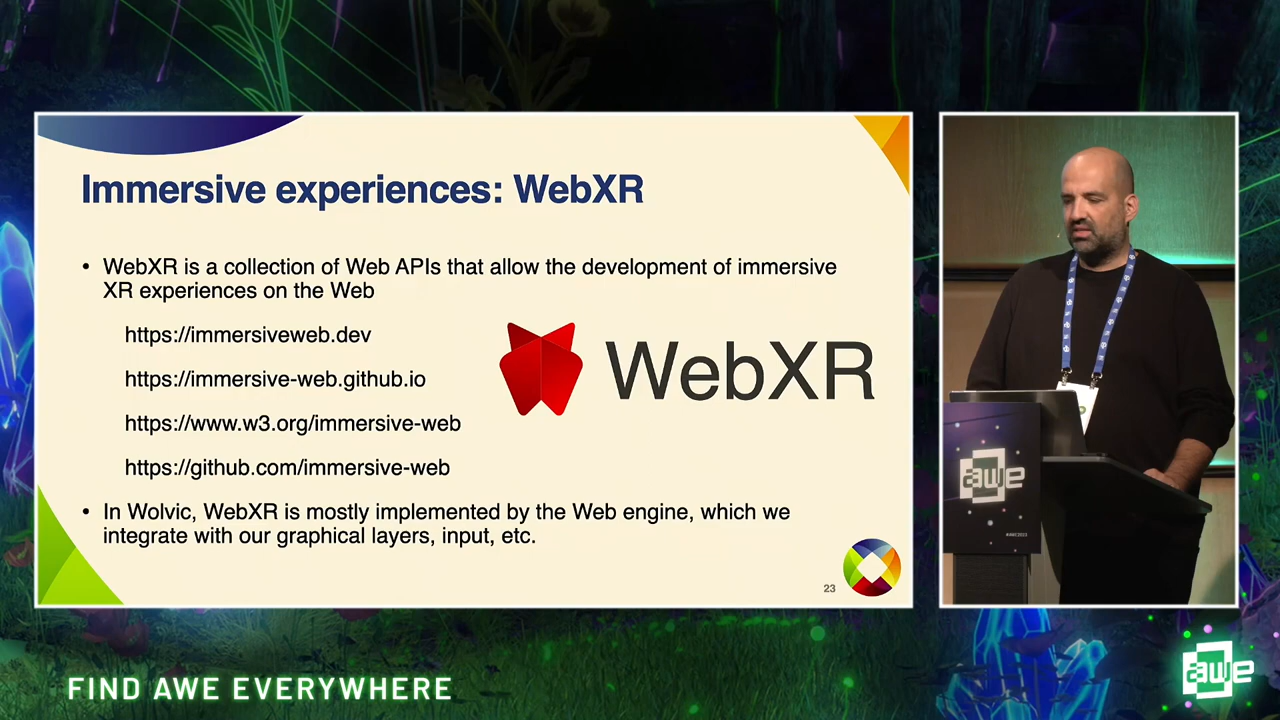 Immersive experiences: WebXR
• WebXR is a collection of Web APIs that allow the development of immersive
XR experiences on the Web
https://immersiveweb.dev
https://immersive-web.github.io
https://www.w3.org/immersive-web
https://github.com/immersive-web
WebXR
• In Wolvic, WebXR is mostly implemented by the Web engine, which we
integrate with our graphical layers, input, etc.
23
awe
FIND AWE EVERYWHERE
awe